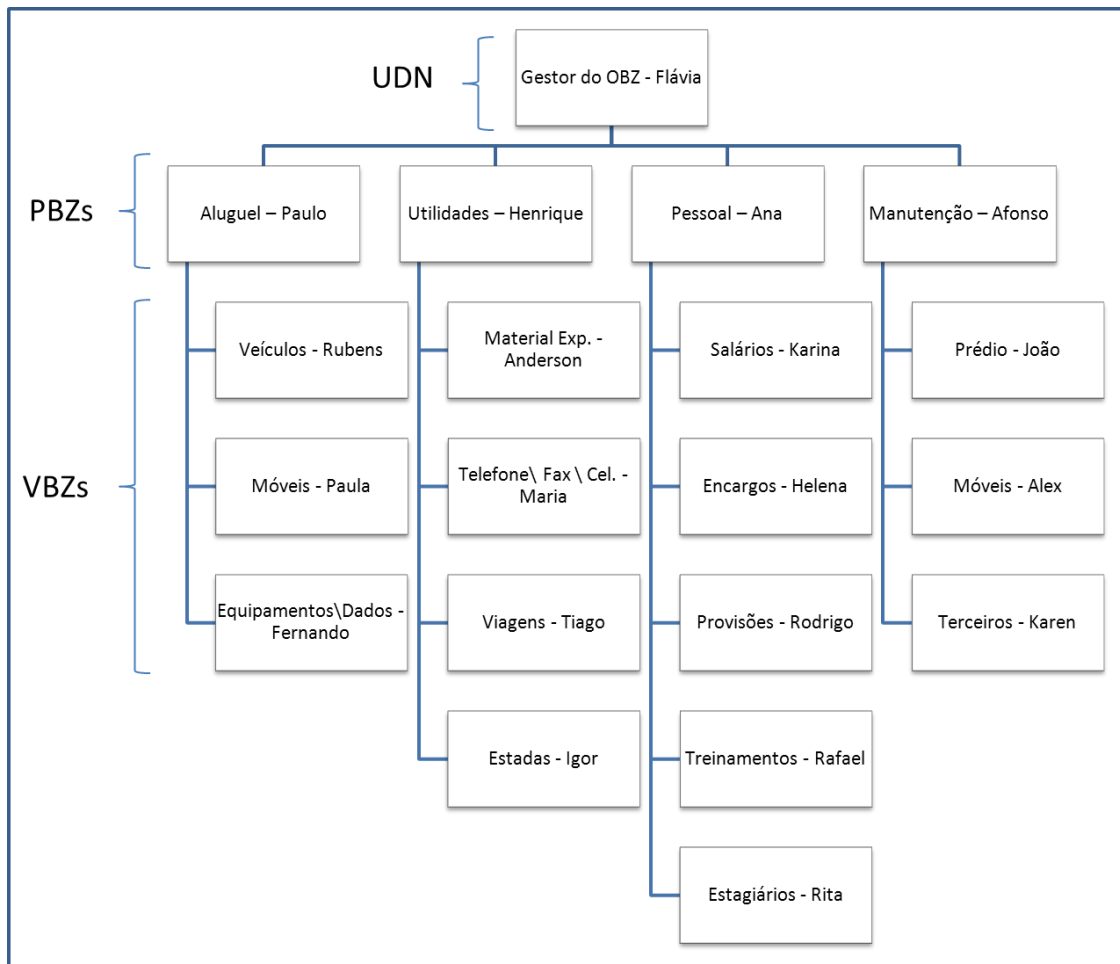 UDN
Gestor do OBZ - Flávia
PBZs
Aluguel – Paulo
Utilidades – Henrique
Pessoal – Ana
Manutenção – Afonso
VBZs
Veículos - Rubens
Material Exp. -
Anderson
Salários - Karina
Prédio - João
Móveis - Paula
Telefone\ Fax \ Cel. -
Maria
Encargos - Helena
Móveis - Alex
Equipamentos\Dados -
Fernando
Viagens - Tiago
Provisões - Rodrigo
Terceiros - Karen
Estadas - Igor
Treinamentos - Rafael
Estagiários - Rita